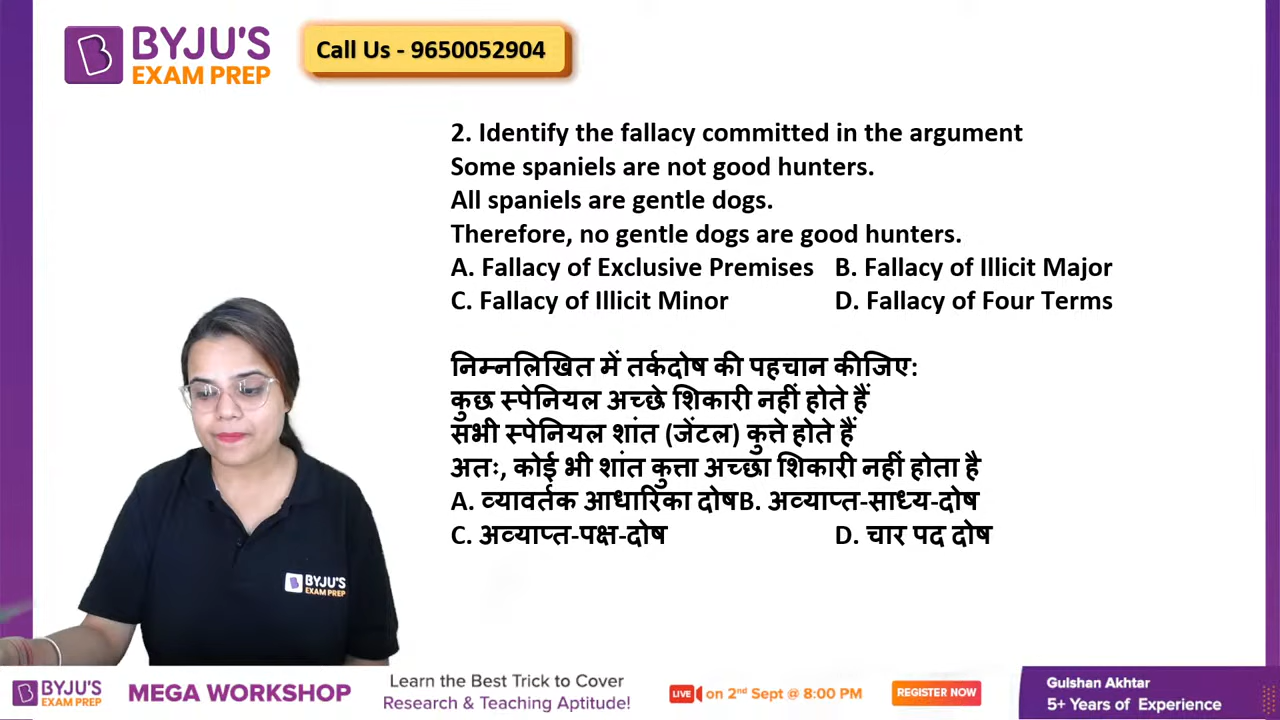 BYJU'S
EXAM PREP
Call Us - 9650052904
2. Identify the fallacy committed in the argument
Some spaniels are not good hunters.
All spaniels are gentle dogs.
Therefore, no gentle dogs are good hunters.
A. Fallacy of Exclusive Premises B. Fallacy of Illicit Major
C. Fallacy of Illicit Minor D. Fallacy of Four Terms
निम्नलिखित में तर्कदोष की पहचान कीजिए:
कुछ स्पेनियल अच्छे शिकारी नहीं होते हैं
सभी स्पेनियल शांत (जेंटल) कुत्ते होते हैं
अतः, कोई भी शांत कुत्ता अच्छा शिकारी नहीं होता है
A. व्यावर्तक आधारिका दोषB. अव्याप्त-साध्य-दोष
C. अव्याप्त-पक्ष-दोष D. चार पद दोष
BYJU'S
EXAM PREP
BYJU'S
EXAM PREP
MEGA WORKSHOP
Learn the Best Trick to Cover
Research & Teaching Aptitude!
LIVE on 2nd Sept @ 8:00 PM
REGISTER NOW
Gulshan Akhtar
5+ Years of Experience